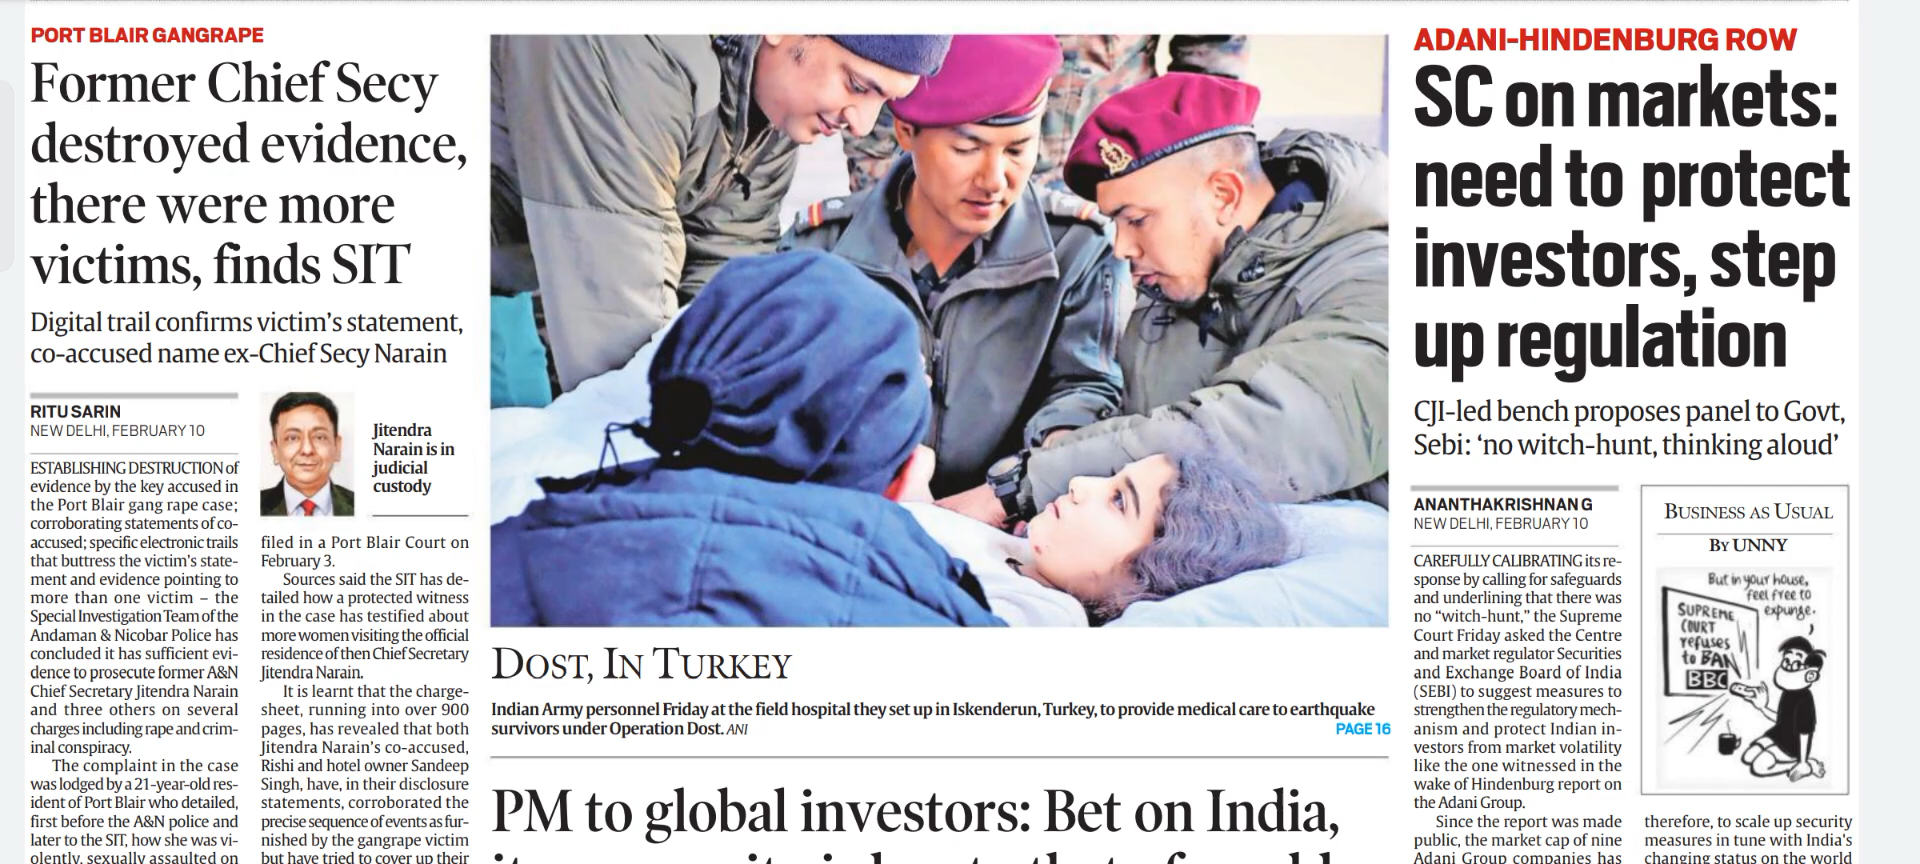 PORT BLAIR GANGRAPE
Former Chief Secy
destroyed evidence,
there were more
victims, finds SIT
Digital trail confirms victim's statement,
co-accused name ex-Chief Secy Narain
RITU SARIN
NEW DELHI, FEBRUARY 10
ESTABLISHING DESTRUCTION of
evidence by the key accused in
the Port Blair gang rape case;
corroborating statements of co-
accused; specific electronic trails
that buttress the victim's state-
ment and evidence pointing to
more than one victim – the
Special Investigation Team of the
Andaman & Nicobar Police has
concluded it has sufficient evi-
dence to prosecute former A&N
Chief Secretary Jitendra Narain
and three others on several
charges including rape and crim-
inal conspiracy.
The complaint in the case
was lodged by a 21-year-old res-
ident of Port Blair who detailed,
first before the A&N police and
later to the SIT, how she was vi-
olently, sexually assaulted on
Jitendra
Narain is in
judicial
custody
filed in a Port Blair Court on
February 3.
Sources said the SIT has de-
tailed how a protected witness
in the case has testified about
more women visiting the official
residence of then Chief Secretary
Jitendra Narain.
It is learnt that the charge-
sheet, running into over 900
pages, has revealed that both
Jitendra Narain's co-accused,
Rishi and hotel owner Sandeep
Singh, have, in their disclosure
statements, corroborated the
precise sequence of events as fur-
nished by the gangrape victim
but have tried to cover up their
DOST, IN TURKEY
Indian Army personnel Friday at the field hospital they set up in Iskenderun, Turkey, to provide medical care to earthquake
survivors under Operation Dost. ANI
PAGE 16
PM to global investors: Bet on India,
ADANI-HINDENBURG ROW
SC on markets:
need to protect
investors, step
up regulation
CJI-led bench proposes panel to Govt,
Sebi: 'no witch-hunt, thinking aloud'
ANANTHAKRISHNAN G
NEW DELHI, FEBRUARY 10
CAREFULLY CALIBRATING its re-
sponse by calling for safeguards
and underlining that there was
no "witch-hunt," the Supreme
Court Friday asked the Centre
and market regulator Securities
and Exchange Board of India
(SEBI) to suggest measures to
strengthen the regulatory mech-
anism and protect Indian in-
vestors from market volatility
like the one witnessed in the
wake of Hindenburg report on
the Adani Group.
Since the report was made
public, the market cap of nine
Adani Group companies has
BUSINESS AS USUAL
BY UNNY
But in your house,
feel free to
expunge.
SUPREME
COURT
refuses
to BAN
BBC
therefore, to scale up security
measures in tune with India's
changing status on the world